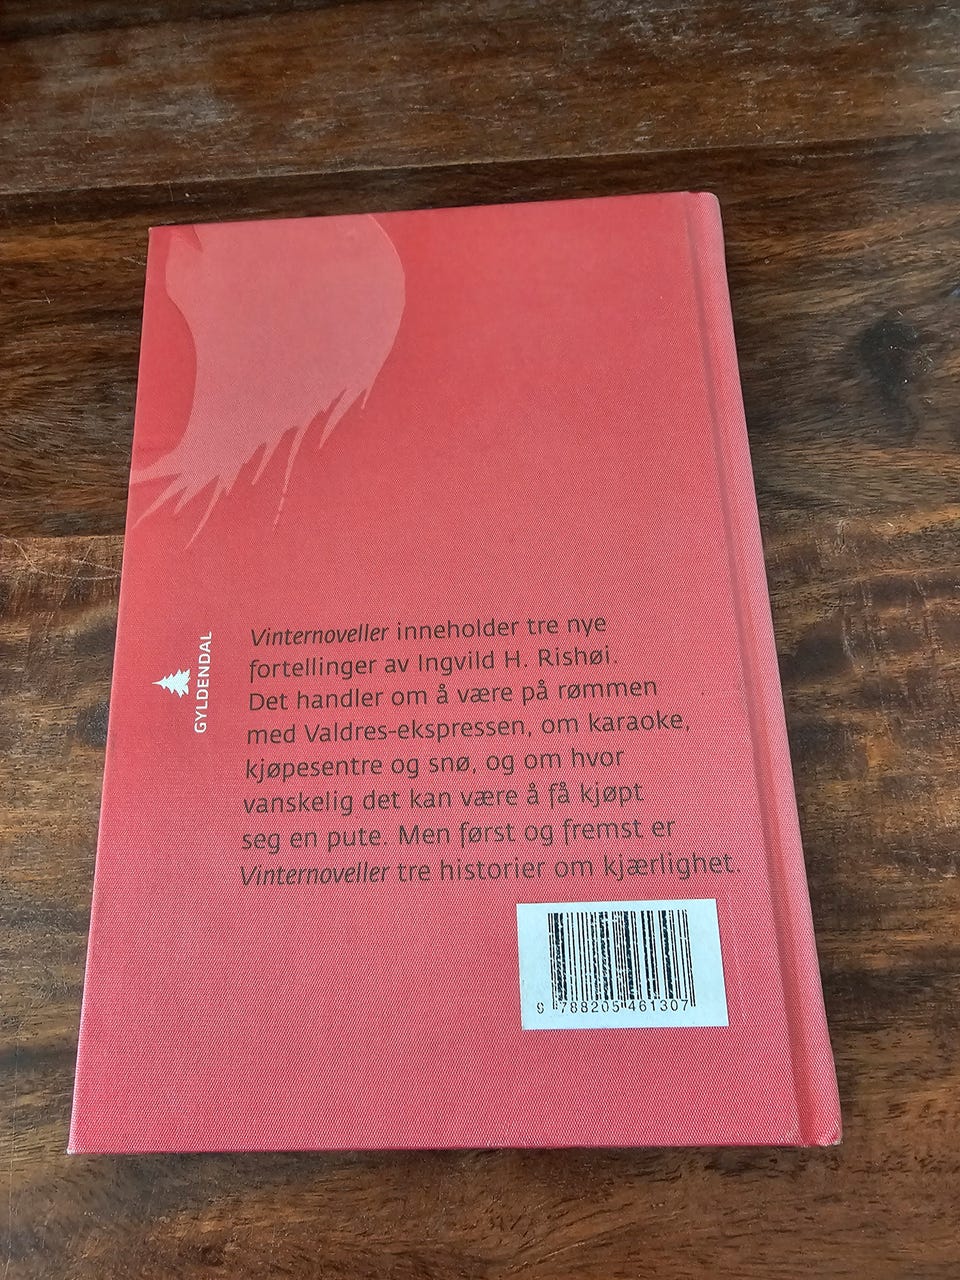 Vinternoveller inneholder tre nye
fortellinger av Ingvild H. Rishøi.
Det handler om å være på rømmen
med Valdres-ekspressen, om karaoke,
kjøpesentre og snø, og om hvor
vanskelig det kan være å få kjøpt
seg en pute. Men først og fremst er
Vinternoveller tre historier om kjærlighet.
GYLDENDAL
9 788205 461307